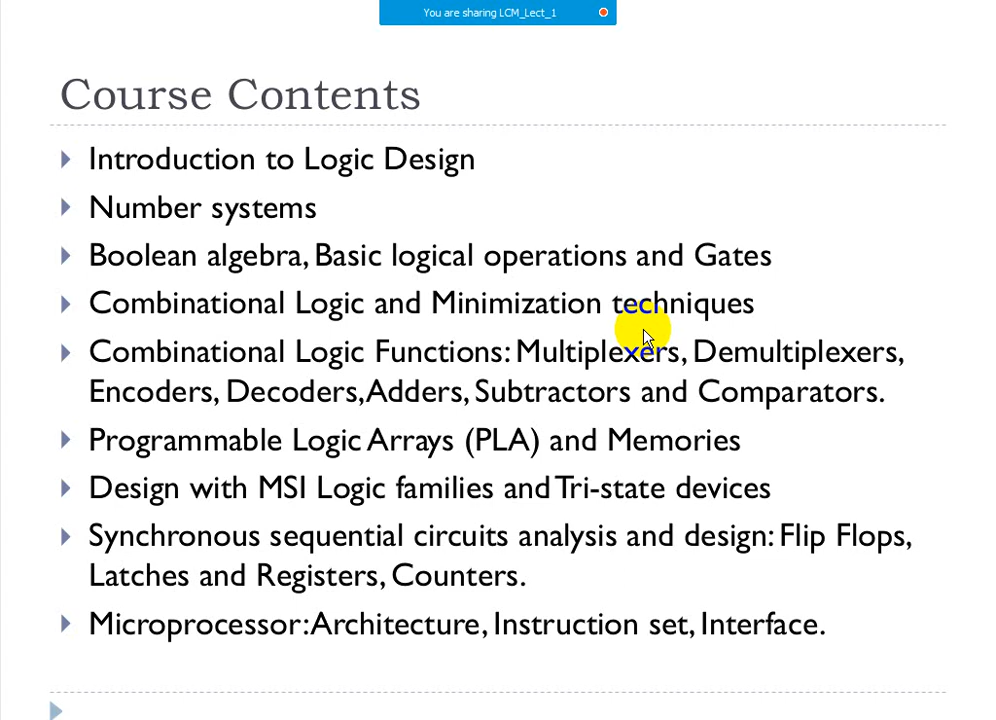 You are sharing LCM_Lect_1
Course Contents
Introduction to Logic Design
Number systems
Boolean algebra, Basic logical operations and Gates
Combinational Logic and Minimization techniques
Combinational Logic Functions: Multiplexers, Demultiplexers,
Encoders, Decoders, Adders, Subtractors and Comparators.
Programmable Logic Arrays (PLA) and Memories
Design with MSI Logic families and Tri-state devices
Synchronous sequential circuits analysis and design: Flip Flops,
Latches and Registers, Counters.
Microprocessor: Architecture, Instruction set, Interface.